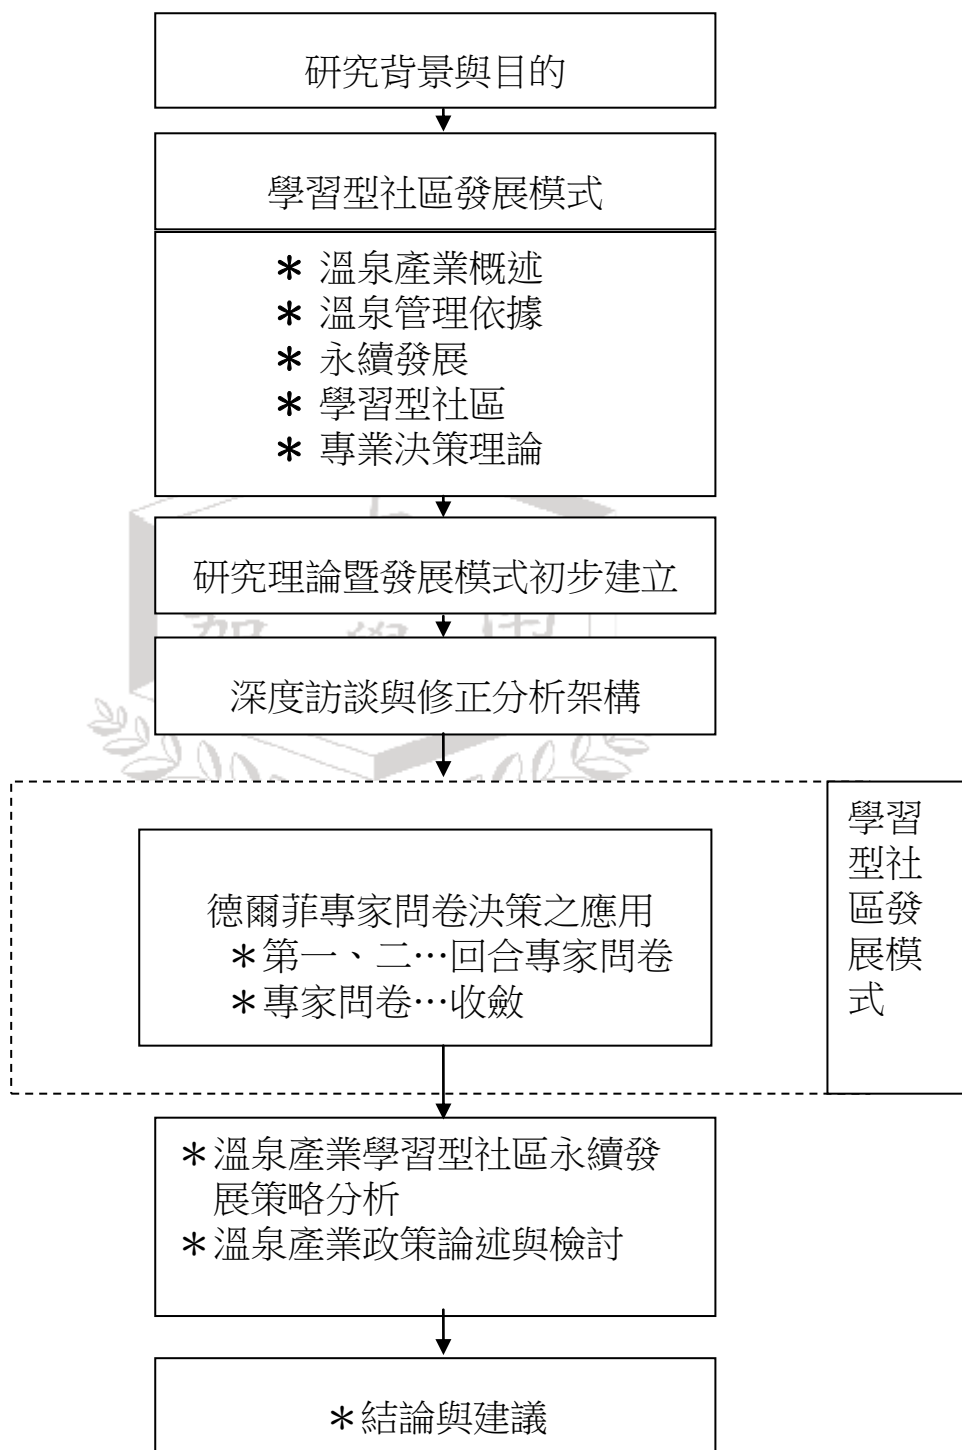 研究背景與目的
學習型社區發展模式
＊ 溫泉產業概述
＊ 溫泉管理依據
＊ 永續發展
＊ 學習型社區
＊ 專業決策理論
研究理論暨發展模式初步建立
深度訪談與修正分析架構
德爾菲專家問卷決策之應用
＊第一、二…回合專家問卷
＊專家問卷…收斂
學習
型社
區發
展模
式
＊溫泉產業學習型社區永續發
展策略分析
＊溫泉產業政策論述與檢討
＊結論與建議